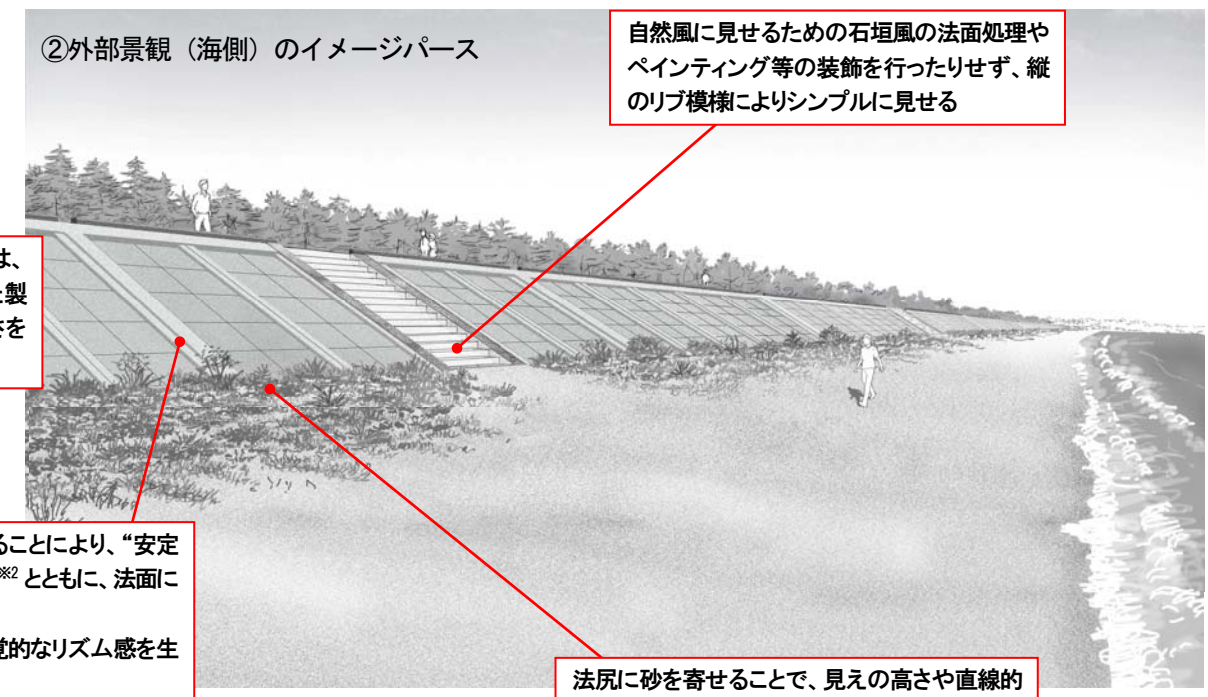 ②外部景観（海側）のイメージパース
自然風に見せるための石垣風の法面処理や
ペインティング等の装飾を行ったりせず、縦
のリブ模様によりシンプルに見せる
は、
製
さを
ることにより、“安定
※2 とともに、法面に
覚的なリズム感を生
法尻に砂を寄せることで、見えの高さや直線的